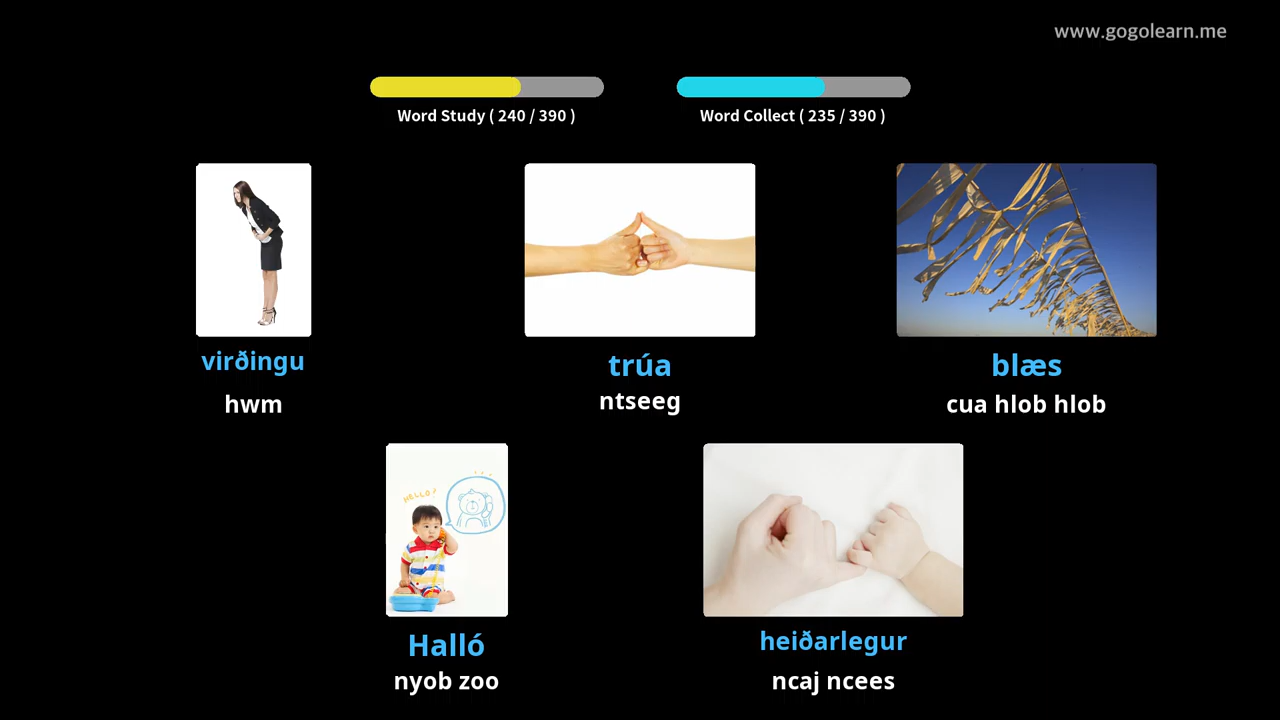 www.gogolearn.me
Word Study ( 240 / 390 )
Word Collect ( 235 / 390 )
virðingu
hwm
trúa
ntseeg
blæs
cua hlob hlob
HELLO?
Halló
nyob zoo
heiðarlegur
ncaj ncees